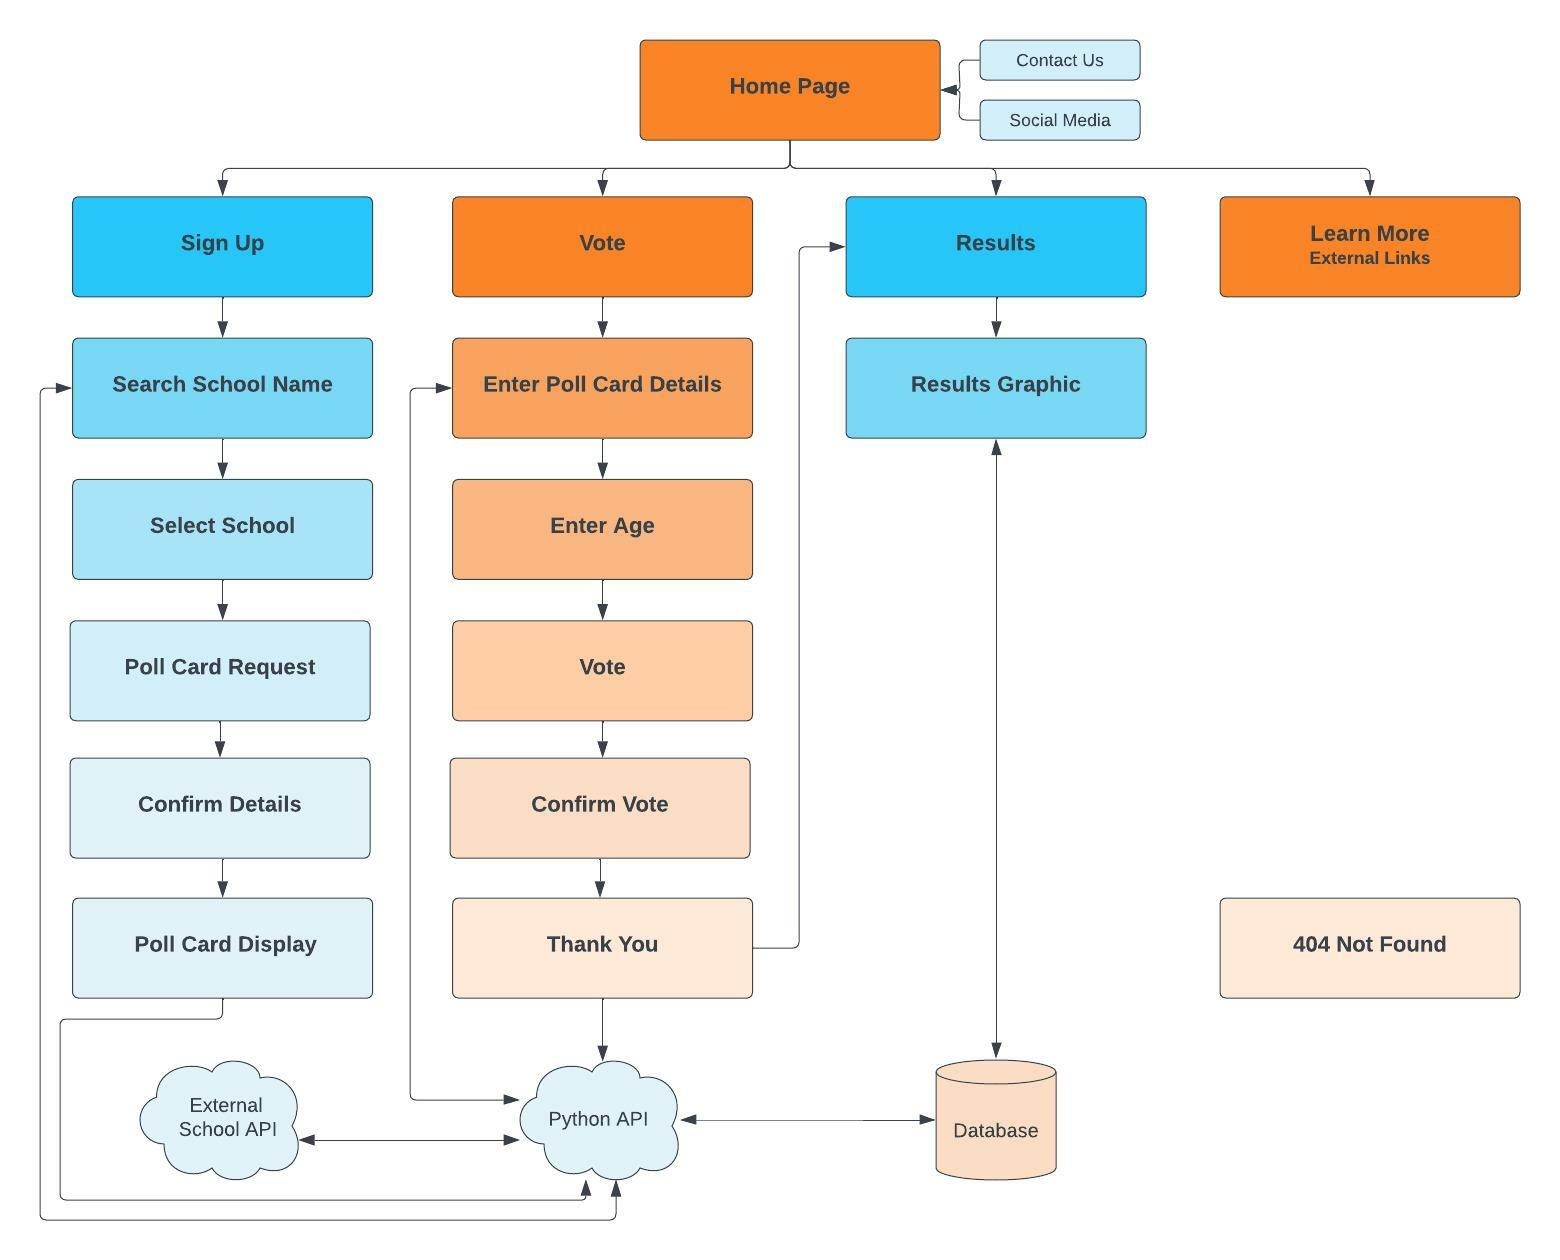 Home Page
Contact Us
Social Media
Sign Up
Vote
Results
Learn More
External Links
Search School Name
Enter Poll Card Details
Results Graphic
Select School
Enter Age
Poll Card Request
Vote
Confirm Details
Confirm Vote
Poll Card Display
Thank You
404 Not Found
External
School API
Python API
Database